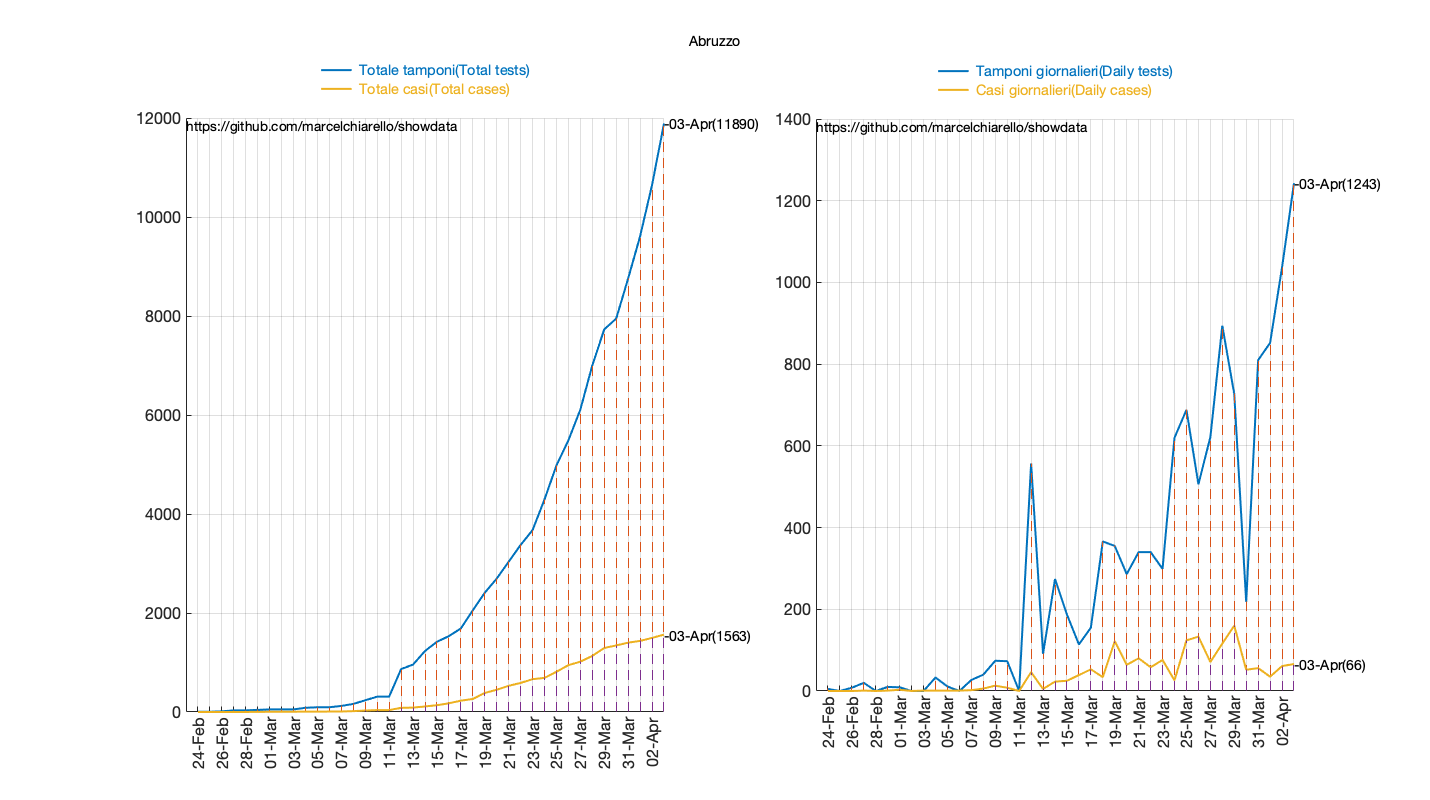 Abruzzo
Totale tamponi(Total tests)
Totale casi(Total cases)
https://github.com/marcelchiarello/showdata
12000
10000
8000
6000
4000
2000
0
-03-Apr(11890)
-03-Apr(1563)
24-Feb
26-Feb
28-Feb
01-Mar
03-Mar
05-Mar
07-Mar
09-Mar
11-Mar
13-Mar
15-Mar
17-Mar
19-Mar
21-Mar
23-Mar
25-Mar
27-Mar
29-Mar
31-Mar
02-Apr
Tamponi giornalieri(Daily tests)
Casi giornalieri(Daily cases)
https://github.com/marcelchiarello/showdata
1400
1200
1000
800
600
400
200
0
-03-Apr(1243)
-03-Apr(66)
24-Feb
26-Feb
28-Feb
01-Mar
03-Mar
05-Mar
07-Mar
09-Mar
11-Mar
13-Mar
15-Mar
17-Mar
19-Mar
21-Mar
23-Mar
25-Mar
27-Mar
29-Mar
31-Mar
02-Apr